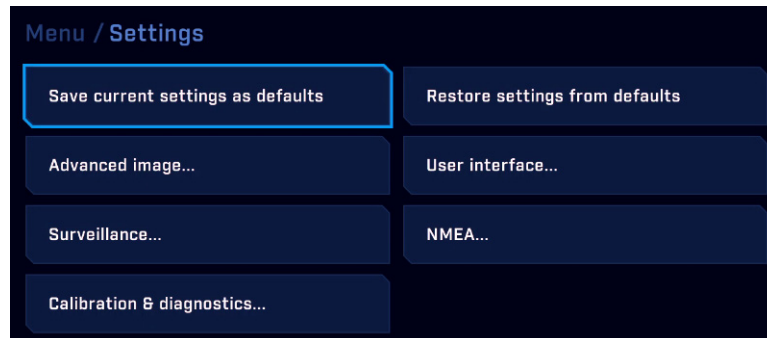 Menu / Settings
Save current settings as defaults
Restore settings from defaults
Advanced image...
User interface...
Surveillance...
NMEA...
Calibration & diagnostics...